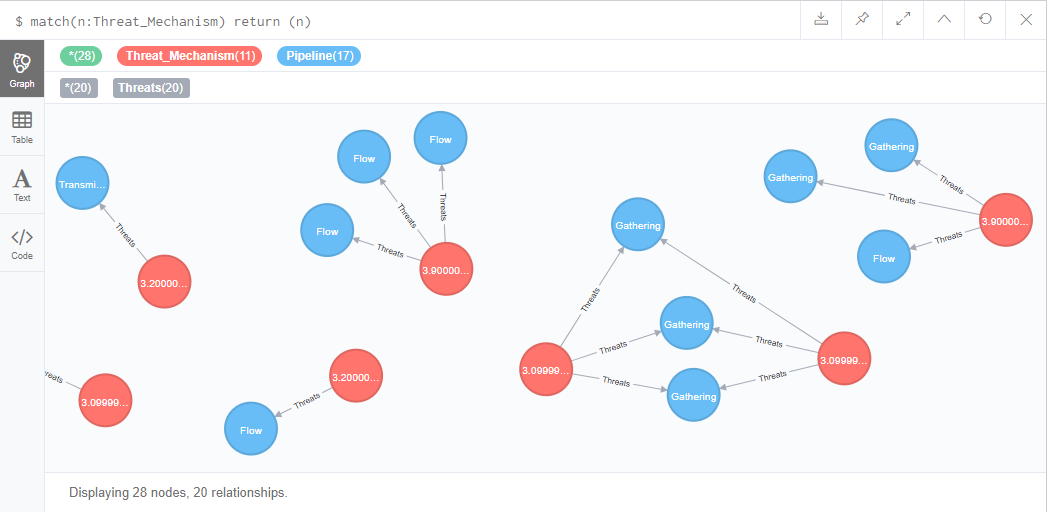 $ match(n:Threat_Mechanism) return (n)
Graph
Table
Text
Code
*(28) Threat_Mechanism(11) Pipeline(17)
*(20) Threats(20)
Flow
Flow
Gathering
Transmi...
Gathering
Threats
Threats
Threats
Threats
Gathering
3.90000...
Flow
Threats
Threats
Threats
Flow
3.90000...
3.20000...
Threats
Threats
Gathering
Threats
Threats
3.09999...
3.09999...
Threats
Threats
3.20000...
reats
3.09999...
Threats
Gathering
Flow
Displaying 28 nodes, 20 relationships.